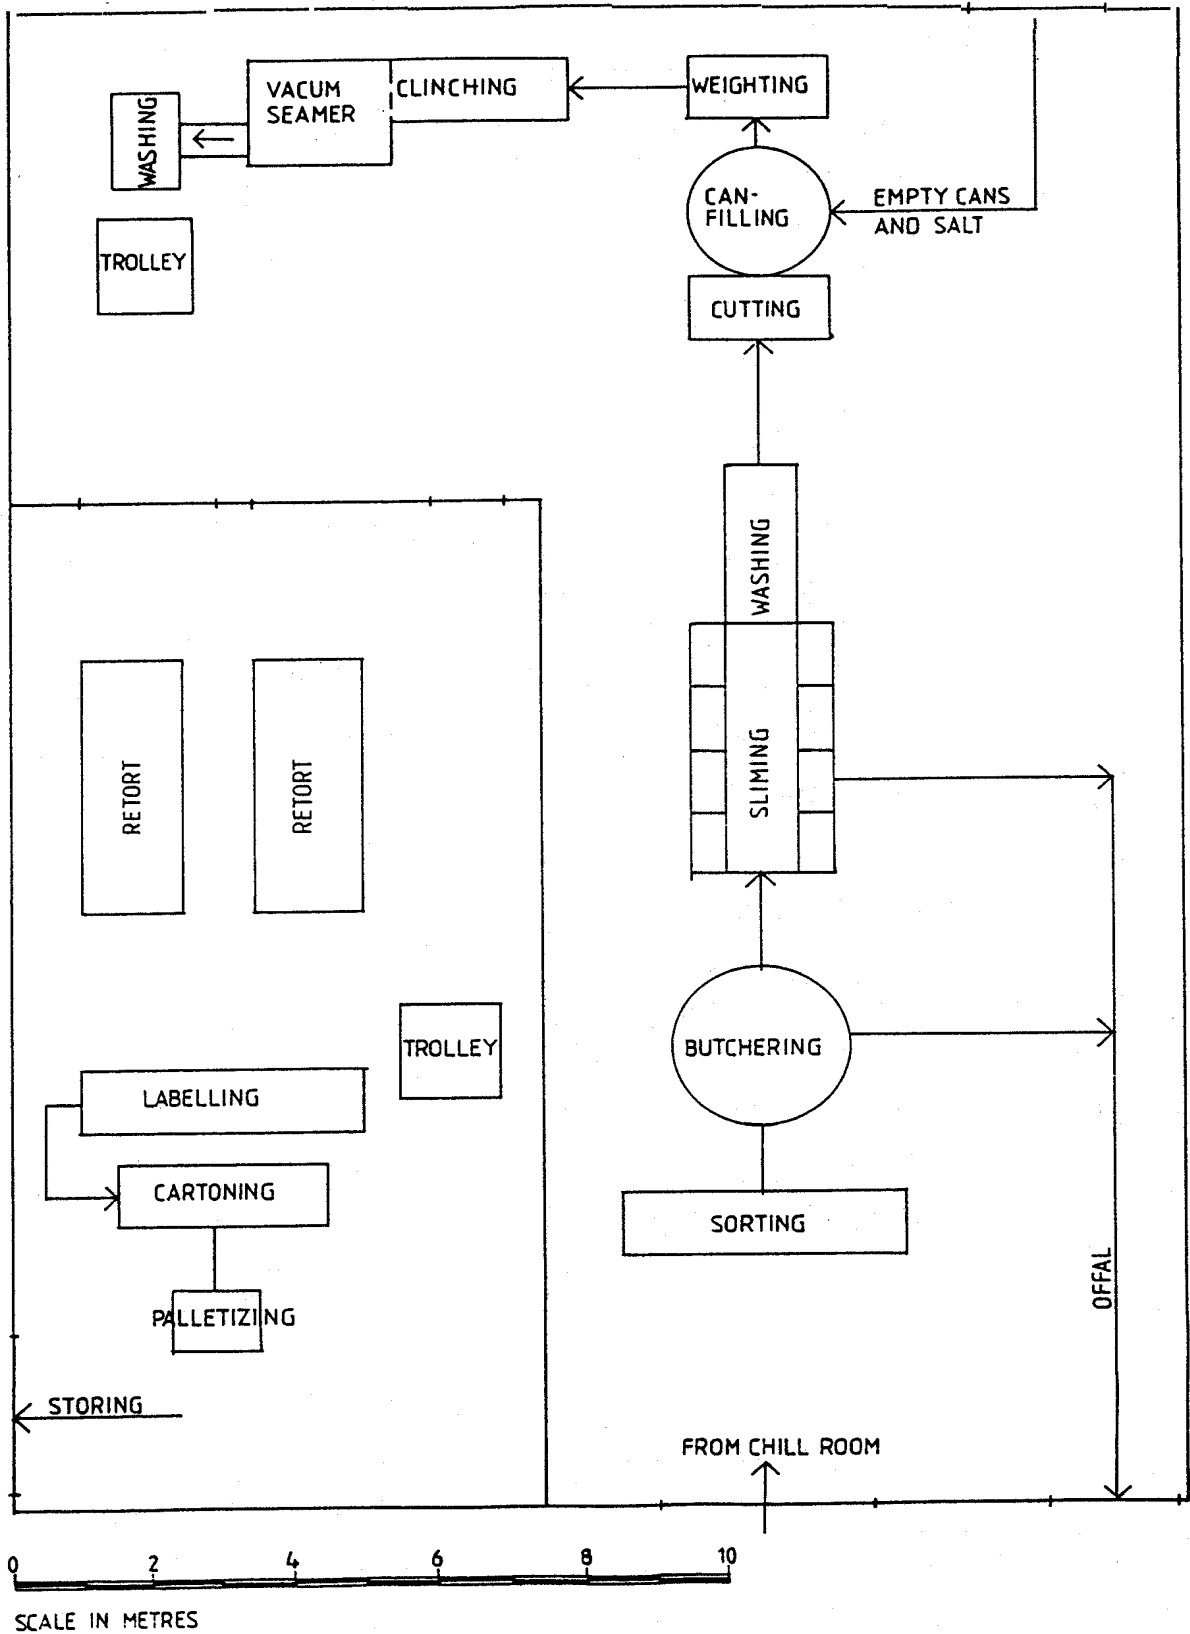 VACUM
SEAMER
CLINCHING
WEIGHTING
WASHING
CAN-
FILLING
EMPTY CANS
AND SALT
TROLLEY
CUTTING
WASHING
SLIMING
RETORT
RETORT
TROLLEY
BUTCHERING
LABELLING
CARTONING
SORTING
PALLETIZING
OFFAL
STORING
FROM CHILL ROOM
0 2 4 6 8 10
SCALE IN METRES